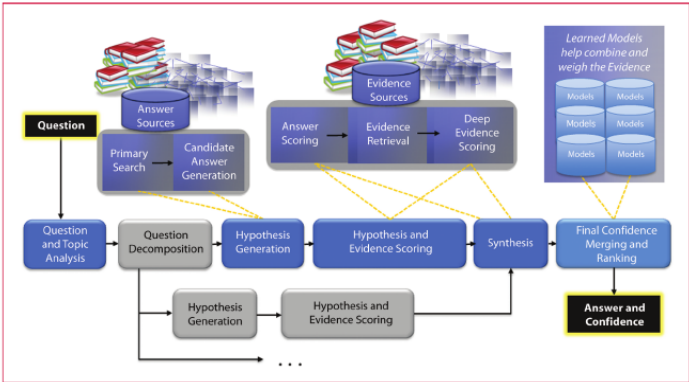 Learned Models
help combine and
weigh the Evidence
Answer
Sources
Evidence
Sources
Models Models
Models Models
Models Models
Question
Primary
Search
Candidate
Answer
Generation
Answer
Scoring
Evidence
Retrieval
Deep
Evidence
Scoring
Question
and Topic
Analysis
Question
Decomposition
Hypothesis
Generation
Hypothesis and
Evidence Scoring
Synthesis
Final Confidence
Merging and
Ranking
Hypothesis
Generation
Hypothesis and
Evidence Scoring
Answer and
Confidence
. . .